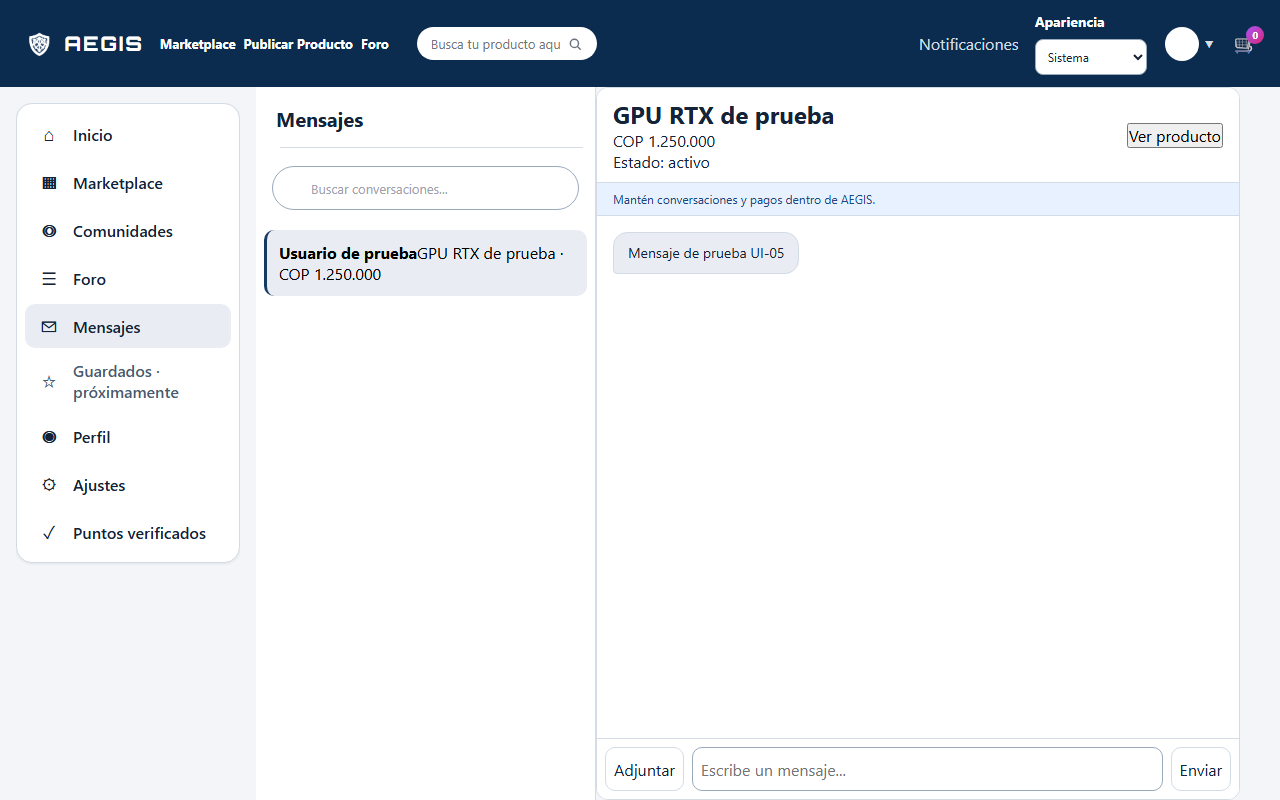 AEGIS
Marketplace Publicar Producto Foro
Busca tu producto aqu
Notificaciones
Apariencia
Sistema
0
Inicio
Marketplace
Comunidades
Foro
Mensajes
Guardados ·
próximamente
Perfil
Ajustes
Puntos verificados
Mensajes
Buscar conversaciones...
Usuario de pruebaGPU RTX de prueba ·
COP 1.250.000
GPU RTX de prueba
COP 1.250.000
Estado: activo
Ver producto
Mantén conversaciones y pagos dentro de AEGIS.
Mensaje de prueba UI-05
Adjuntar
Escribe un mensaje...
Enviar